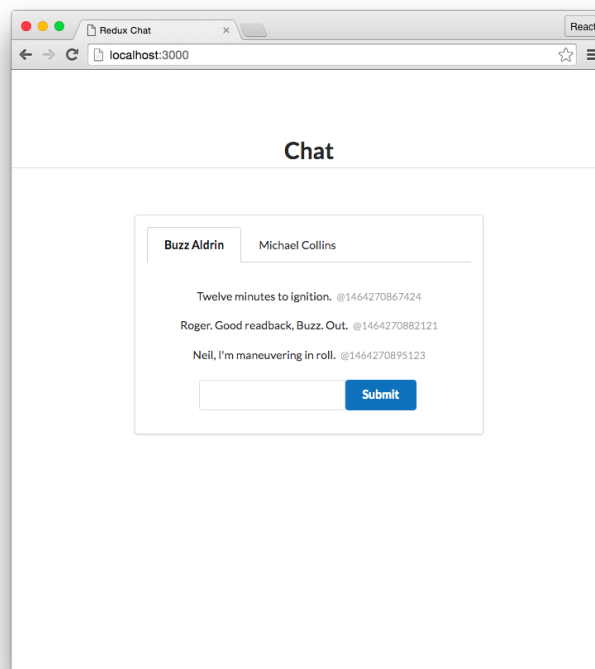 Redux Chat
React
localhost:3000
Chat
Buzz Aldrin Michael Collins
Twelve minutes to ignition. @1464270867424
Roger. Good readback, Buzz. Out. @1464270882121
Neil, I'm maneuvering in roll. @1464270895123
Submit